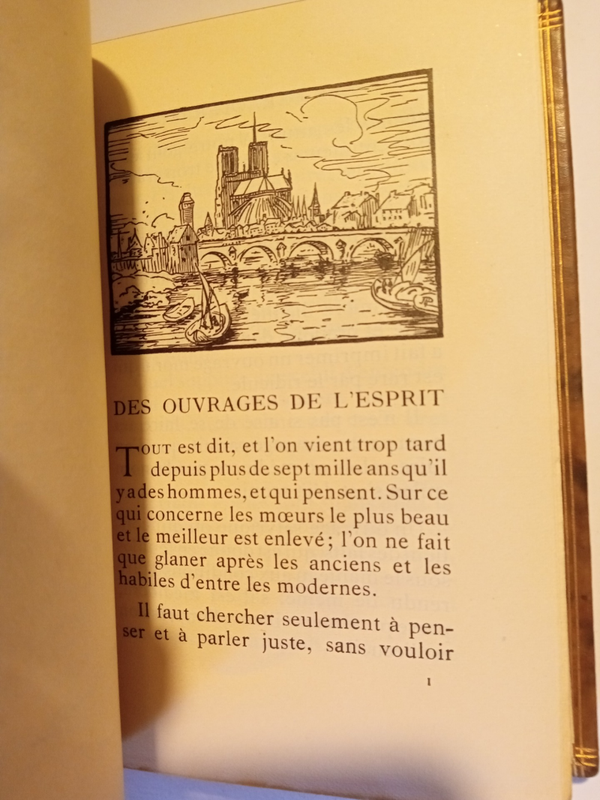 DES OUVRAGES DE L'ESPRIT
TOUT est dit, et l'on vient trop tard
depuis plus de sept mille ans qu'il
y a des hommes, et qui pensent. Sur ce
qui concerne les mœurs le plus beau
et le meilleur est enlevé; l'on ne fait
que glaner après les anciens et les
habiles d'entre les modernes.
Il faut chercher seulement à pen-
ser et à parler juste, sans vouloir
1